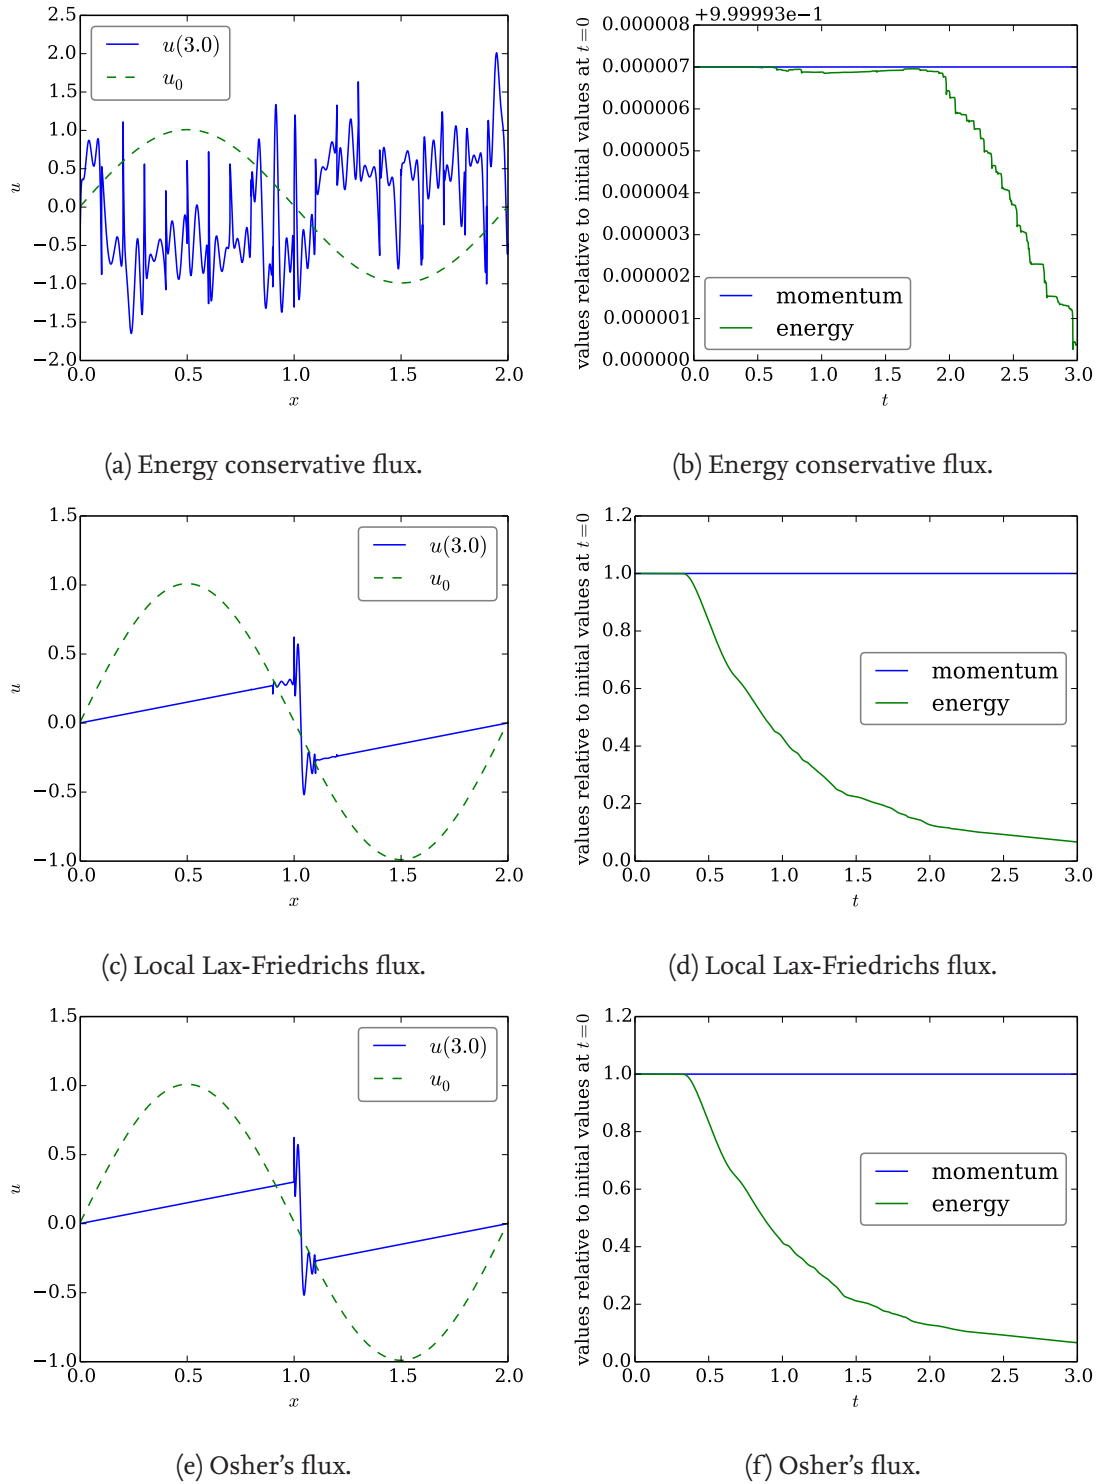 2.5
2.0
1.5
1.0
0.5
0.0
−0.5
−1.0
−1.5
−2.0
u
u(3.0)
u₀
0.0 0.5 1.0 1.5 2.0
x
(a) Energy conservative flux.
+9.99993e−1
0.000008
0.000007
0.000006
0.000005
0.000004
0.000003
0.000002
0.000001
0.000000
values relative to initial values at t=0
momentum
energy
0.0 0.5 1.0 1.5 2.0 2.5 3.0
t
(b) Energy conservative flux.
1.5
1.0
0.5
0.0
−0.5
−1.0
u
u(3.0)
u₀
0.0 0.5 1.0 1.5 2.0
x
(c) Local Lax-Friedrichs flux.
1.2
1.0
0.8
0.6
0.4
0.2
0.0
values relative to initial values at t=0
momentum
energy
0.0 0.5 1.0 1.5 2.0 2.5 3.0
t
(d) Local Lax-Friedrichs flux.
1.5
1.0
0.5
0.0
−0.5
−1.0
u
u(3.0)
u₀
0.0 0.5 1.0 1.5 2.0
x
(e) Osher’s flux.
1.2
1.0
0.8
0.6
0.4
0.2
0.0
values relative to initial values at t=0
momentum
energy
0.0 0.5 1.0 1.5 2.0 2.5 3.0
t
(f) Osher’s flux.